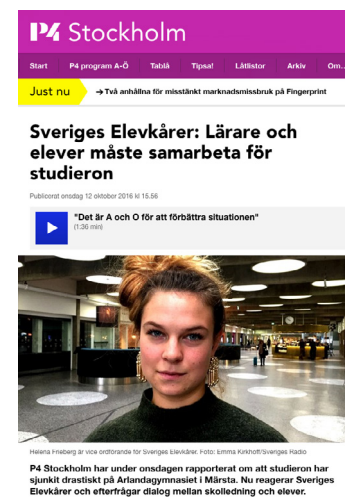 P4 Stockholm
Start P4 program A-Ö Tablå Tipsa! Låtlistor Arkiv Om...
Just nu → Två anhållna för misstänkt marknadsmissbruk på Fingerprint
Sveriges Elevkårer: Lärare och
elever måste samarbeta för
studieron
Publicerat onsdag 12 oktober 2016 kl 15.56
"Det är A och O för att förbättra situationen"
(1:36 min)
Helena Frieberg är vice ordförande för Sveriges Elevkårer. Foto: Emma Kirkhoff/Sveriges Radio
P4 Stockholm har under onsdagen rapporterat om att studieron har
sjunkit drastiskt på Arlandagymnasiet i Märsta. Nu reagerar Sveriges
Elevkårer och efterfrågar dialog mellan skolledning och elever.